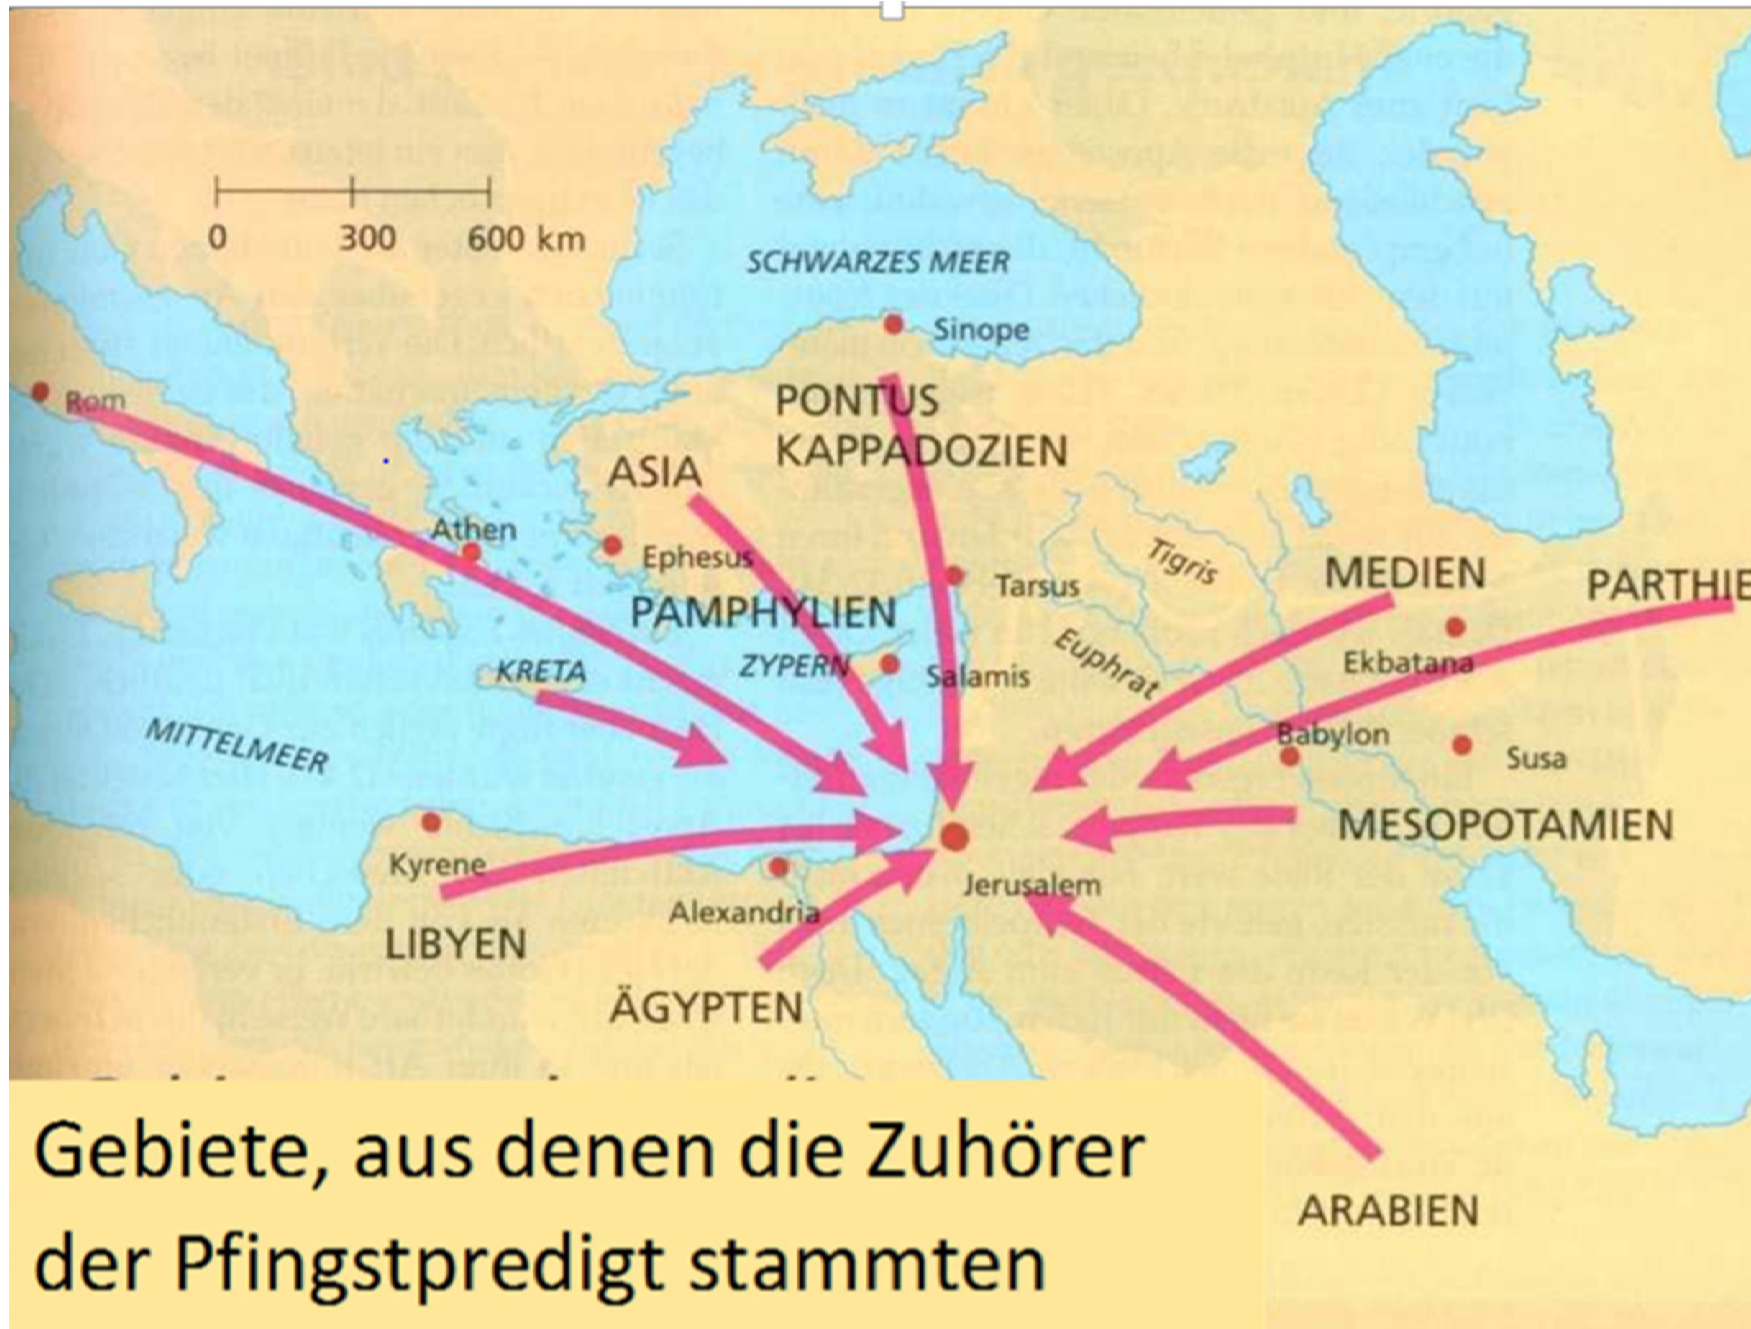 0 300 600 km
SCHWARZES MEER
Sinope
Rom
PONTUS
KAPPADOZIEN
ASIA
Athen
Ephesus
Tarsus
Tigris
MEDIEN
PARTHIE
PAMPHYLIEN
KRETA
ZYPERN
Salamis
Euphrat
Ekbatana
MITTELMEER
Babylon
Susa
MESOPOTAMIEN
Kyrene
Jerusalem
Alexandria
LIBYEN
ÄGYPTEN
ARABIEN
Gebiete, aus denen die Zuhörer
der Pfingstpredigt stammten